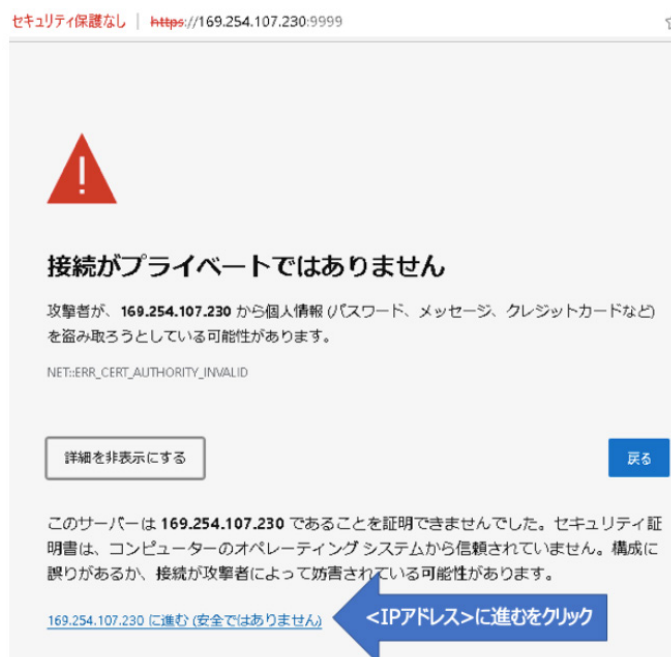 セキュリティ保護なし | https://169.254.107.230:9999
接続がプライベートではありません
攻撃者が、169.254.107.230 から個人情報 (パスワード、メッセージ、クレジットカードなど)
を盗み取ろうとしている可能性があります。
NET::ERR_CERT_AUTHORITY_INVALID
詳細を非表示にする
戻る
このサーバーは 169.254.107.230 であることを証明できませんでした。セキュリティ証
明書は、コンピューターのオペレーティング システムから信頼されていません。構成に
誤りがあるか、接続が攻撃者によって妨害されている可能性があります。
169.254.107.230 に進む (安全ではありません)
<IPアドレス>に進むをクリック